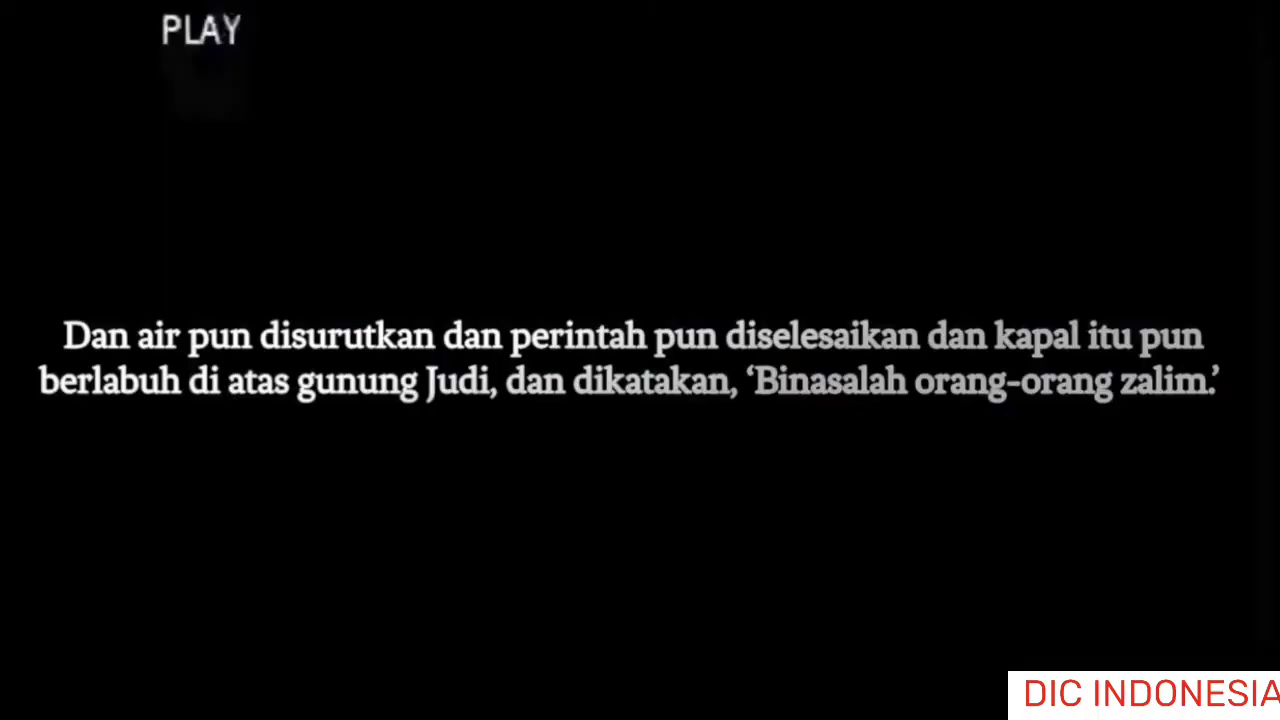 PLAY
Dan air pun disurutkan dan perintah pun diselesaikan dan kapal itu pun
berlabuh di atas gunung Judi, dan dikatakan, ‘Binasalah orang-orang zalim.’
DIC INDONESIA